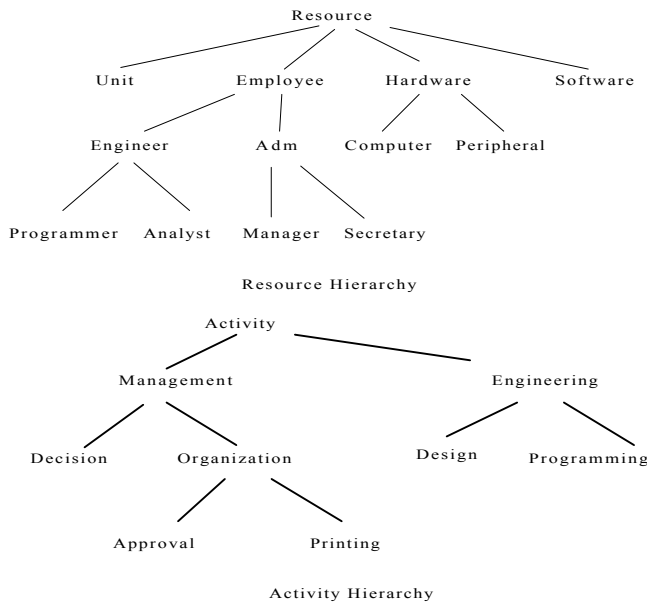 Resource
Unit Employee Hardware Software
Engineer Adm Computer Peripheral
Programmer Analyst Manager Secretary
Resource Hierarchy
Activity
Management Engineering
Decision Organization Design Programming
Approval Printing
Activity Hierarchy